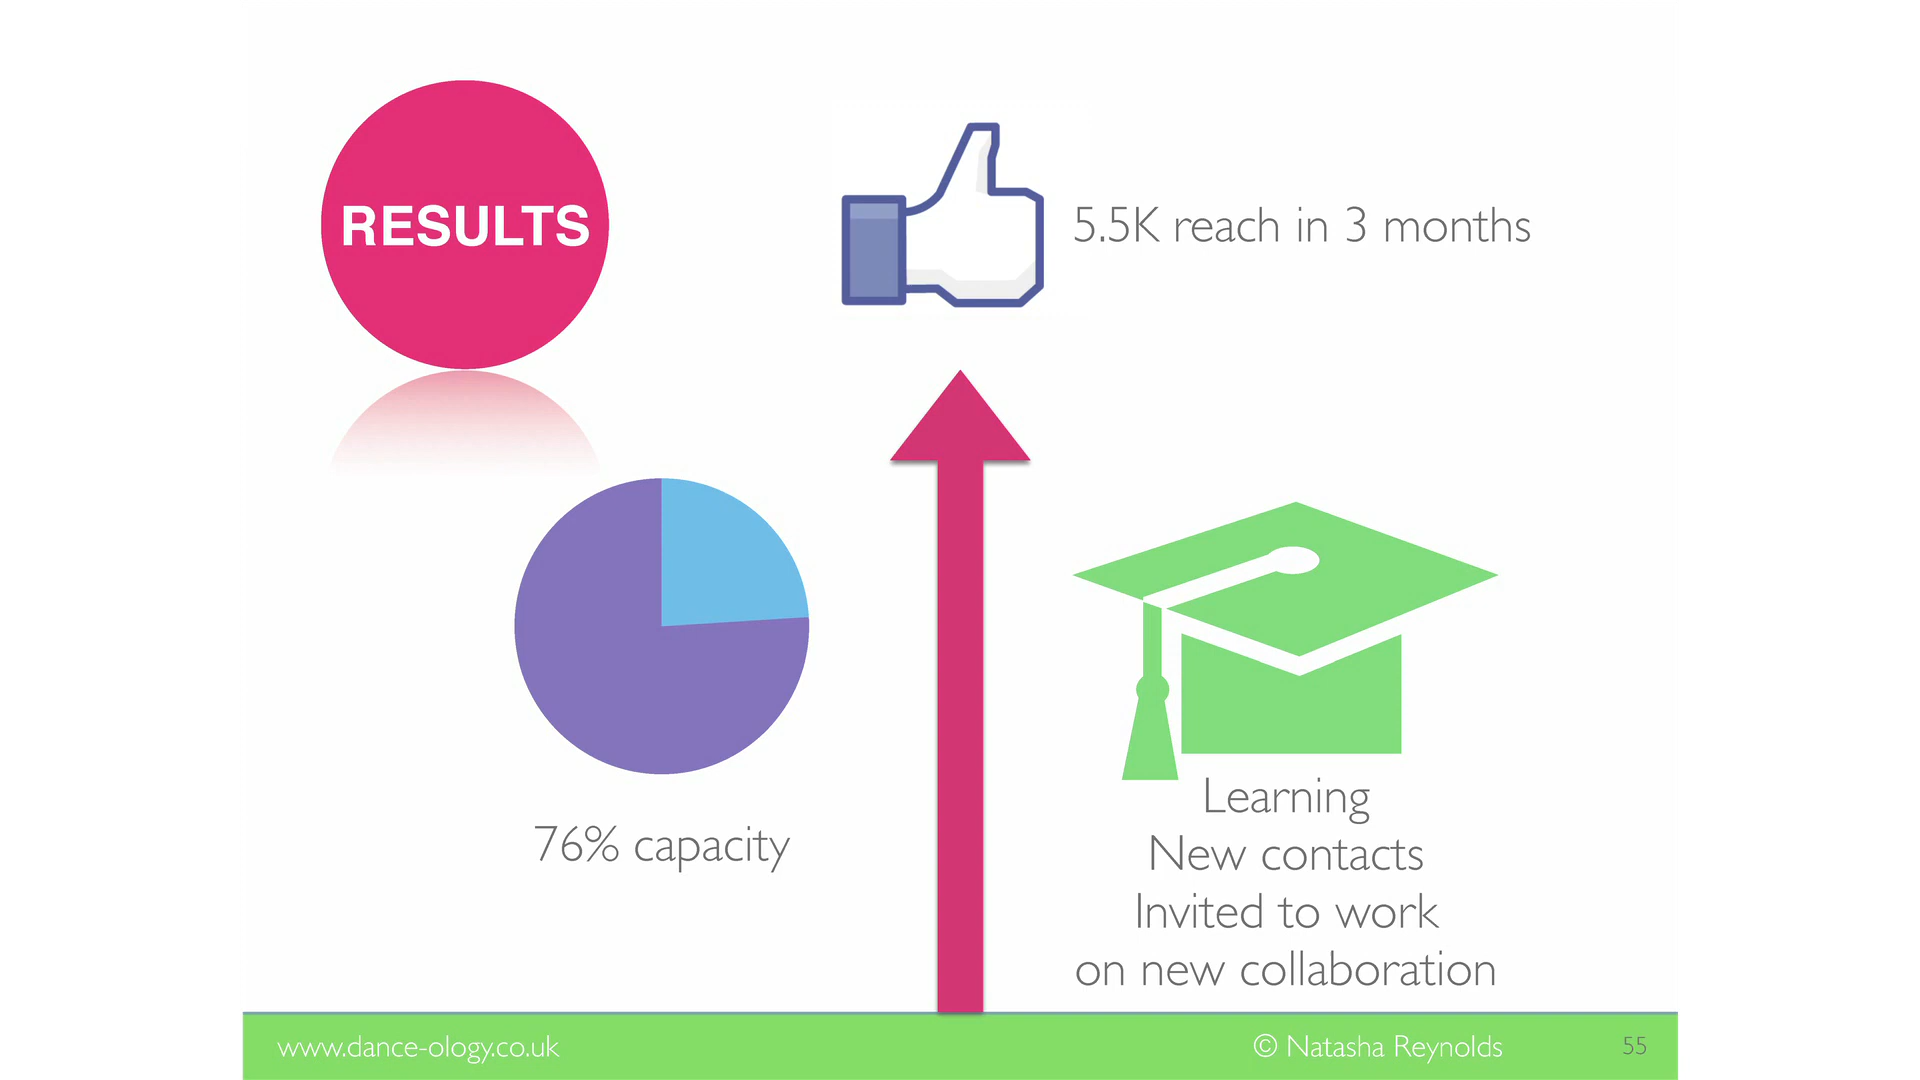 RESULTS
5.5K reach in 3 months
76% capacity
Learning
New contacts
Invited to work
on new collaboration
www.dance-ology.co.uk
© Natasha Reynolds
55